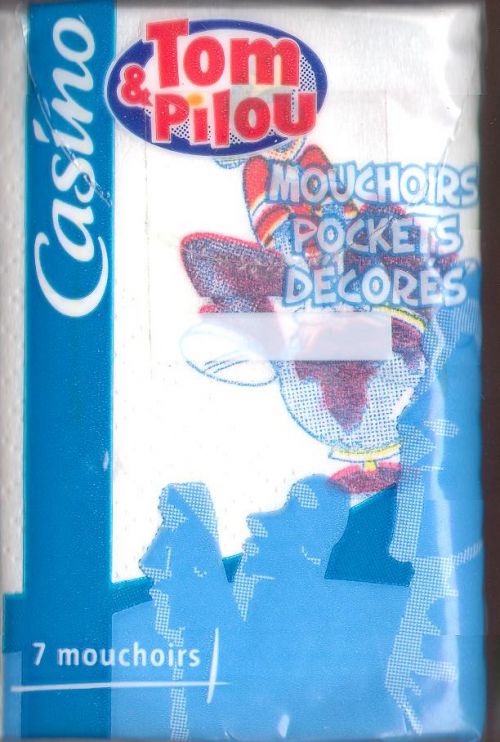 Casino
Tom
& Pilou
MOUCHOIRS
POCKETS
DÉCORÉS
7 mouchoirs